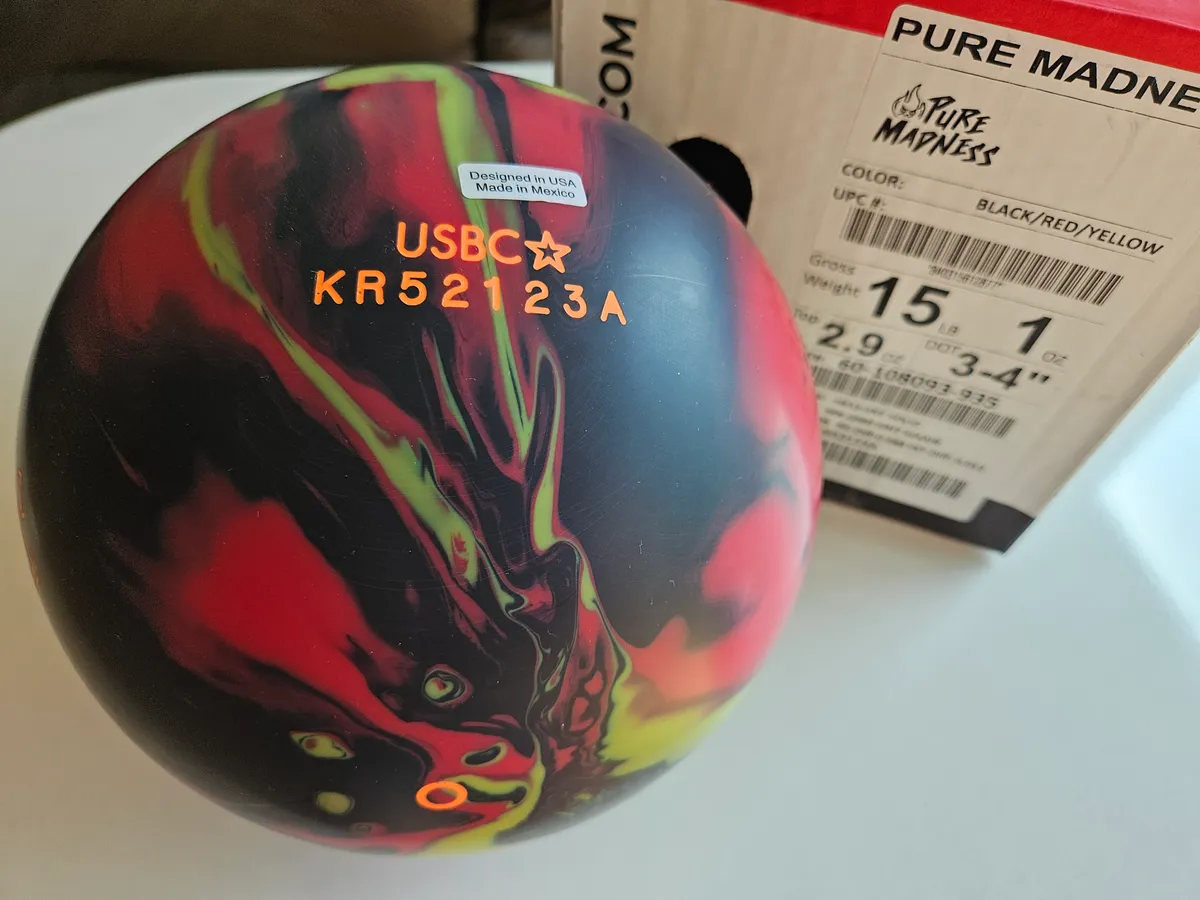 Designed in USA
Made in Mexico
USBC☆
KR52123A
.COM
PURE MADNE
PURE
MADNESS
COLOR:
BLACK/RED/YELLOW
UPC #:
Gross
Weight
15 LB 1 OZ
2.9 OZ DOT 3-4"
60-108093-935